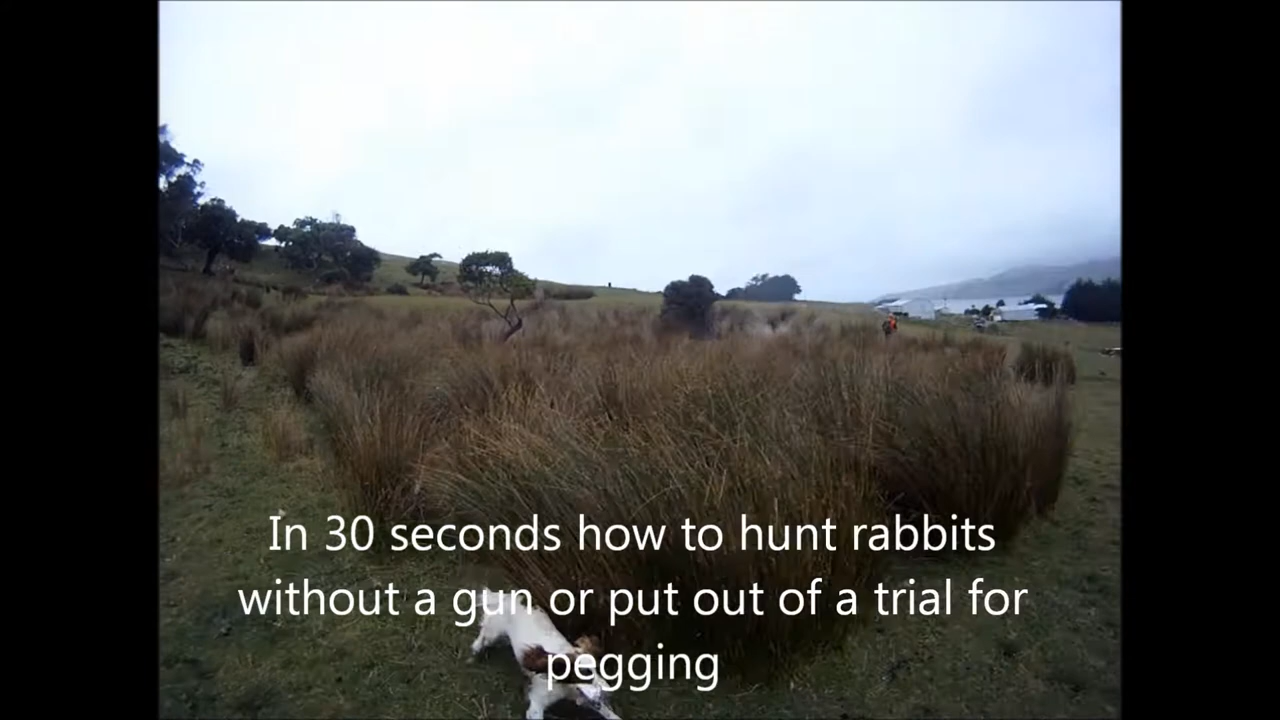 In 30 seconds how to hunt rabbits
without a gun or put out of a trial for
pegging